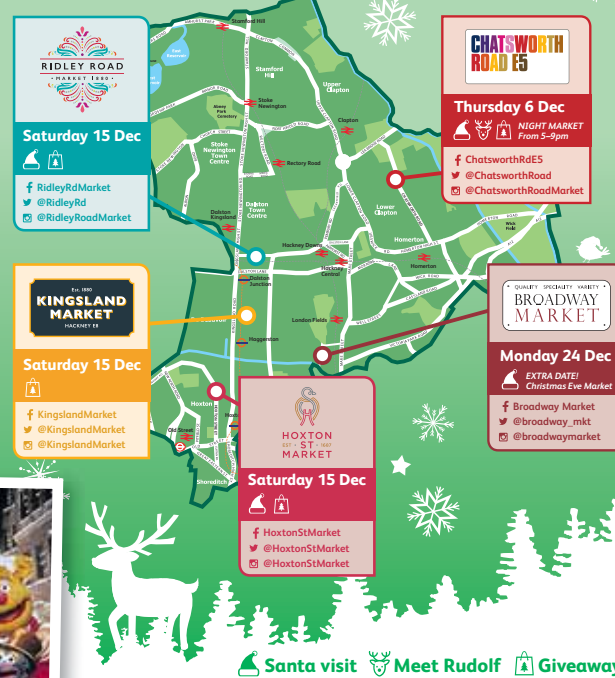 RIDLEY ROAD
MARKET 1880
Saturday 15 Dec
RidleyRdMarket
@RidleyRd
@RidleyRoadMarket
CHATSWORTH
ROAD E5
Thursday 6 Dec
NIGHT MARKET
From 5–9pm
ChatsworthRdE5
@ChatsworthRoad
@ChatsworthRoadMarket
Est. 1880
KINGSLAND
MARKET
HACKNEY E8
Saturday 15 Dec
KingslandMarket
@KingslandMarket
@KingslandMarket
QUALITY SPECIALITY VARIETY
BROADWAY
MARKET
Monday 24 Dec
EXTRA DATE!
Christmas Eve Market
Broadway Market
@broadway_mkt
@broadwaymarket
HOXTON
EST · ST · 1687
MARKET
Saturday 15 Dec
HoxtonStMarket
@HoxtonStMarket
@HoxtonStMarket
Stamford Hill
Stamford
Hill
Upper
Clapton
Abney
Park
Cemetery
Stoke
Newington
Clapton
Stoke
Newington
Town
Centre
Rectory Road
Dalston
Kingsland
Dalston
Town
Centre
Lower
Clapton
Hackney Downs
Hackney
Central
Homerton
Homerton
Wick
Field
Dalston
Junction
London Fields
Haggerston
Hoxton
Old Street
Shoreditch
Santa visit Meet Rudolf Giveaway